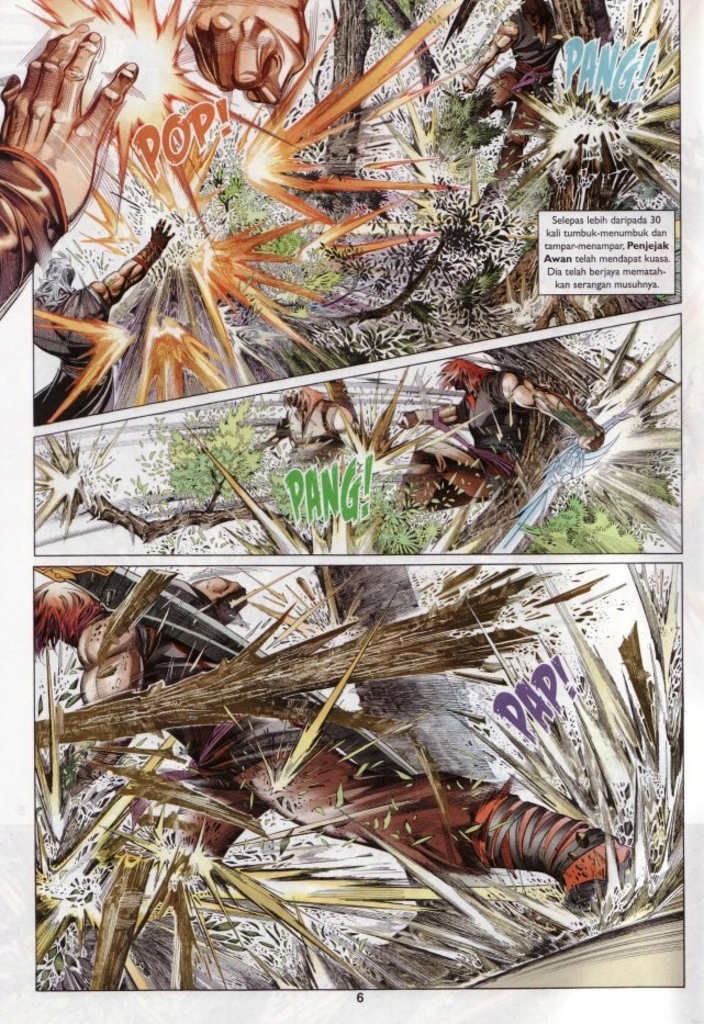 POP!
PANG!
Selepas lebih daripada 30
kali tumbuk-menumbuk dan
tampar-menampar, Penjejak
Awan telah mendapat kuasa.
Dia telah berjaya mematah-
kan serangan musuhnya.
PANG!
PAP!
6